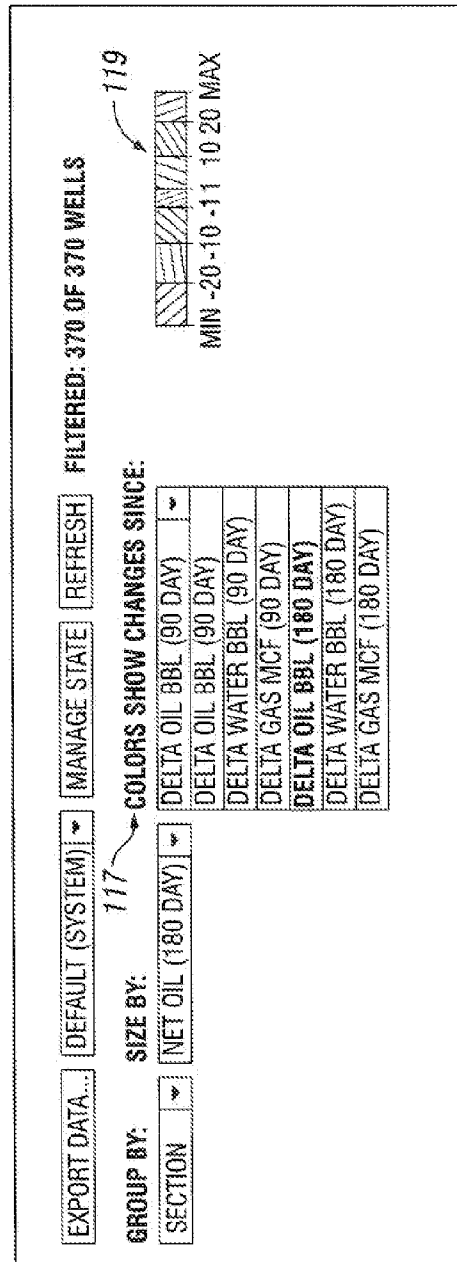 EXPORT DATA... DEFAULT (SYSTEM) MANAGE STATE REFRESH FILTERED: 370 OF 370 WELLS
117 119
GROUP BY: SIZE BY: COLORS SHOW CHANGES SINCE:
SECTION NET OIL (180 DAY) DELTA OIL BBL (90 DAY)
MIN -20 -10 -11 10 20 MAX
DELTA OIL BBL (90 DAY)
DELTA WATER BBL (90 DAY)
DELTA GAS MCF (90 DAY)
DELTA OIL BBL (180 DAY)
DELTA WATER BBL (180 DAY)
DELTA GAS MCF (180 DAY)